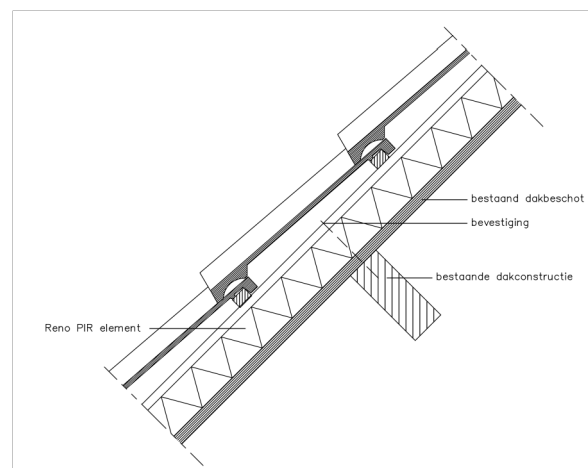 bestaand dakbeschot
bevestiging
bestaande dakconstructie
Reno PIR element